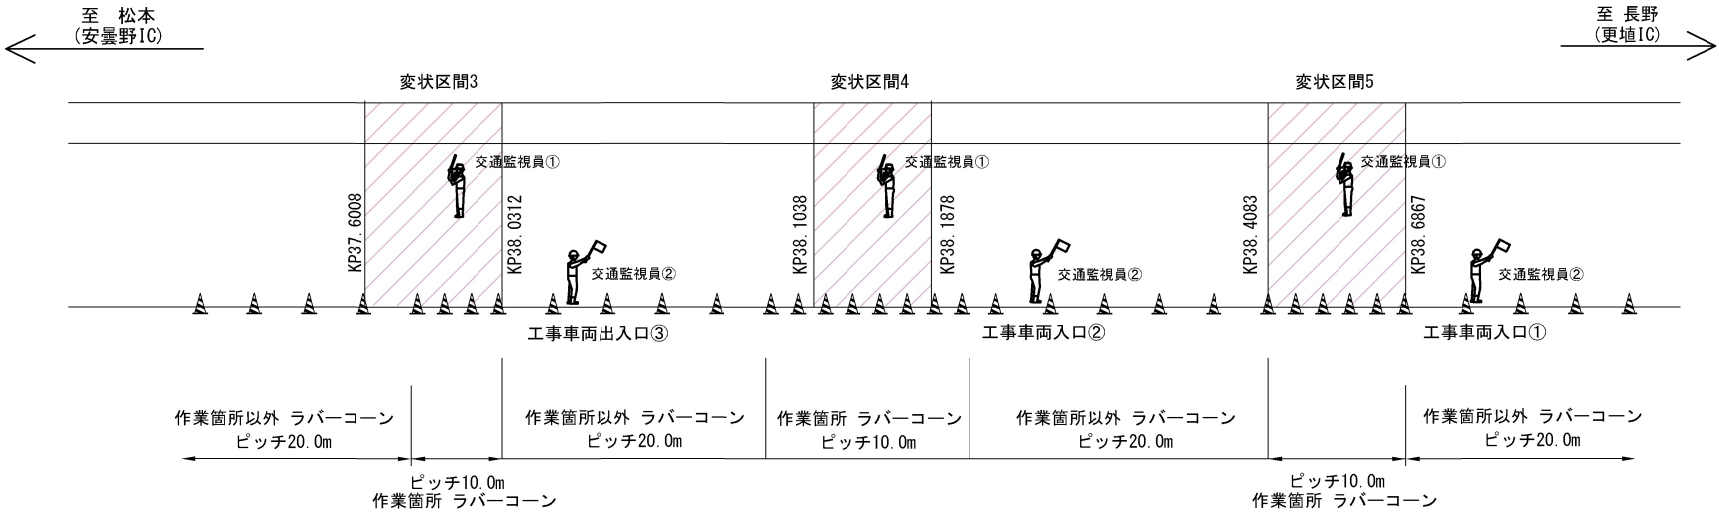 至 松本
(安曇野IC)
至 長野
(更埴IC)
変状区間3
変状区間4
変状区間5
交通監視員①
交通監視員①
交通監視員①
KP37.6008
KP38.0312
KP38.1038
KP38.1878
KP38.4083
KP38.6867
交通監視員②
交通監視員②
交通監視員②
工事車両出入口③
工事車両入口②
工事車両入口①
作業箇所以外 ラバーコーン
ピッチ20.0m
作業箇所以外 ラバーコーン
ピッチ20.0m
作業箇所 ラバーコーン
ピッチ10.0m
作業箇所以外 ラバーコーン
ピッチ20.0m
作業箇所以外 ラバーコーン
ピッチ20.0m
ピッチ10.0m
作業箇所 ラバーコーン
ピッチ10.0m
作業箇所 ラバーコーン